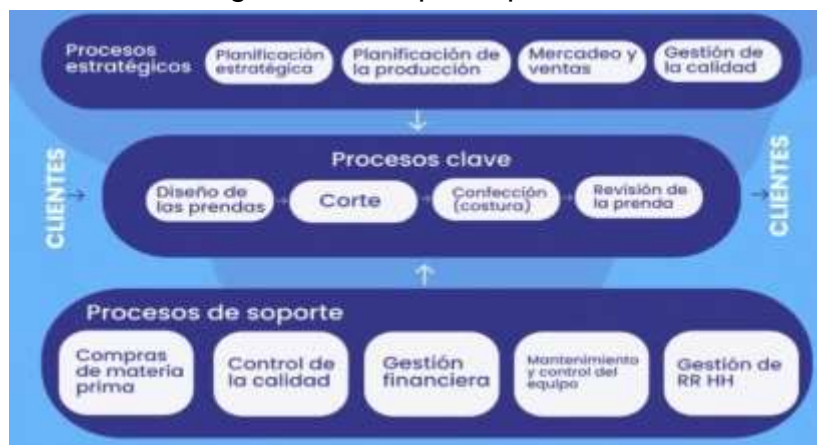 Procesos
estratégicos
Planificación
estratégica
Planificación de
la producción
Mercadeo y
ventas
Gestión de
la calidad
CLIENTES
Procesos clave
Diseño de
las prendas
Corte
Confección
(costura)
Revisión de
la prenda
CLIENTES
Procesos de soporte
Compras
de materia
prima
Control de
la calidad
Gestión
financiera
Mantenimiento
y control del
equipo
Gestión de
RR HH